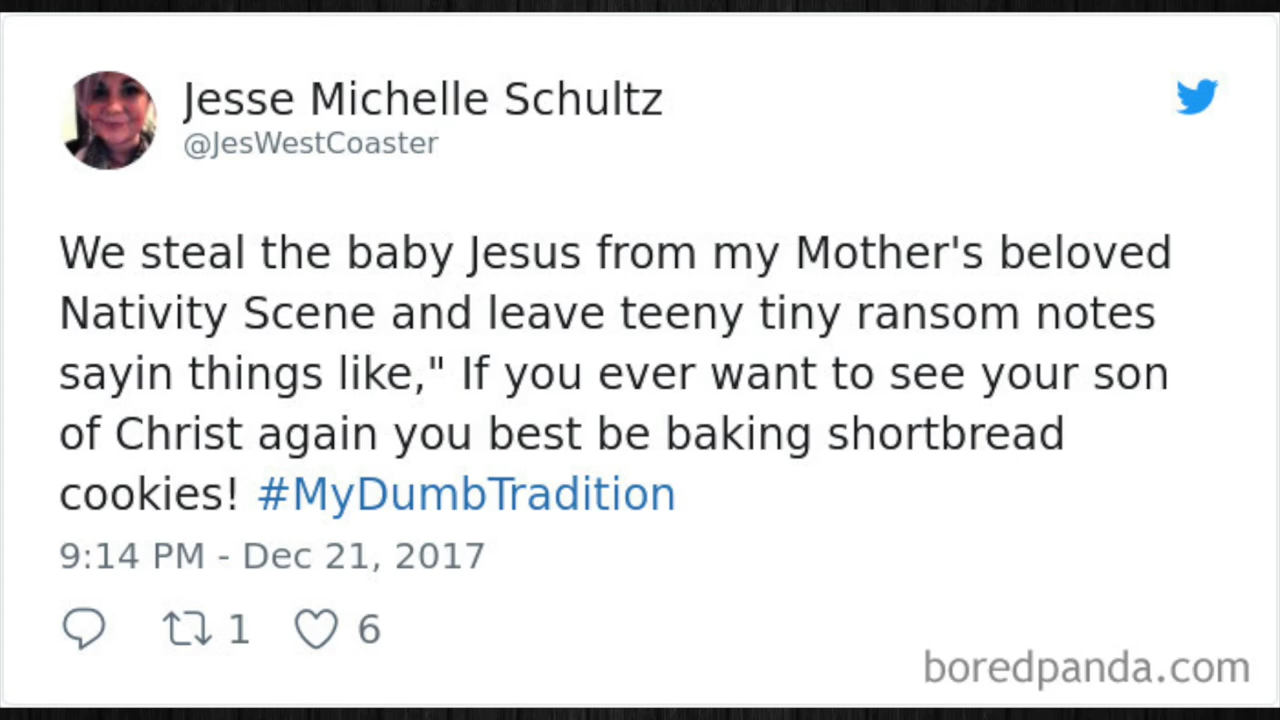 Jesse Michelle Schultz
@JesWestCoaster
We steal the baby Jesus from my Mother's beloved
Nativity Scene and leave teeny tiny ransom notes
sayin things like," If you ever want to see your son
of Christ again you best be baking shortbread
cookies! #MyDumbTradition
9:14 PM - Dec 21, 2017
1 6
boredpanda.com